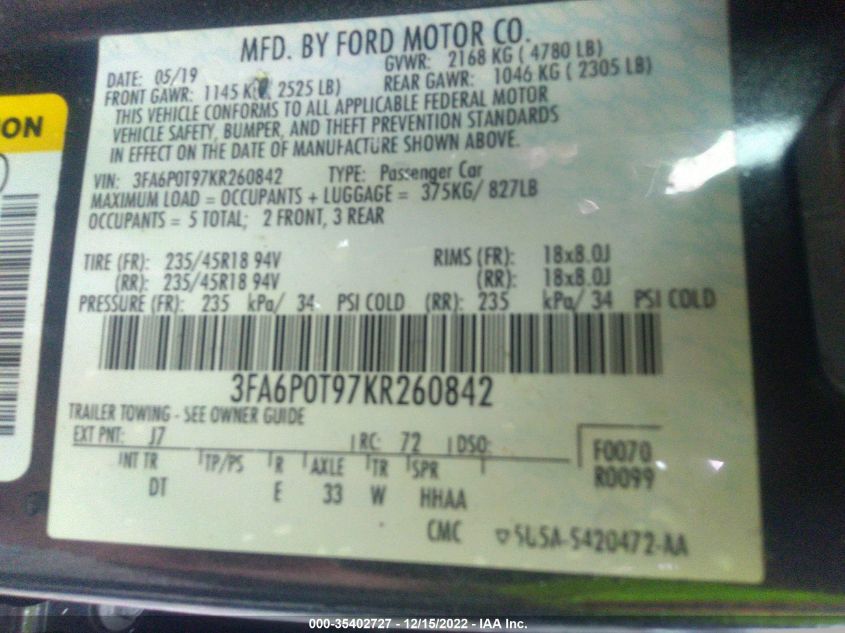 MFD. BY FORD MOTOR CO.
DATE: 05/19 GVWR: 2168 KG ( 4780 LB)
FRONT GAWR: 1145 K 2525 LB) REAR GAWR: 1046 KG ( 2305 LB)
THIS VEHICLE CONFORMS TO ALL APPLICABLE FEDERAL MOTOR
VEHICLE SAFETY, BUMPER, AND THEFT PREVENTION STANDARDS
IN EFFECT ON THE DATE OF MANUFACTURE SHOWN ABOVE.
VIN: 3FA6P0T97KR260842 TYPE: Passenger Car
MAXIMUM LOAD = OCCUPANTS + LUGGAGE = 375KG/ 827LB
OCCUPANTS = 5 TOTAL; 2 FRONT, 3 REAR
TIRE (FR): 235/45R18 94V RIMS (FR): 18x8.0J
(RR): 235/45R18 94V (RR): 18x8.0J
PRESSURE (FR): 235 kPa/ 34 PSI COLD (RR): 235 kPa/ 34 PSI COLD
3FA6P0T97KR260842
TRAILER TOWING - SEE OWNER GUIDE
EXT PNT: J7 RC: 72 DSO: F0070
INT TR TP/PS R AXLE TR SPR R0099
DT E 33 W HHAA
CMC 5U5A-5420472-AA
ION
000-35402727 - 12/15/2022 - IAA Inc.